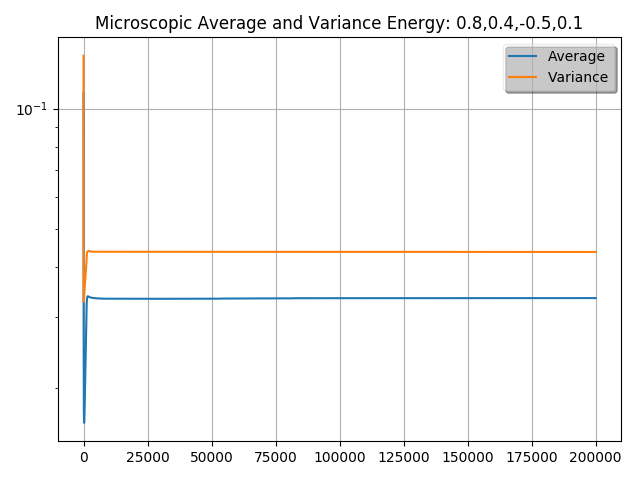 Microscopic Average and Variance Energy: 0.8,0.4,-0.5,0.1
Average
Variance
10⁻¹
0 25000 50000 75000 100000 125000 150000 175000 200000